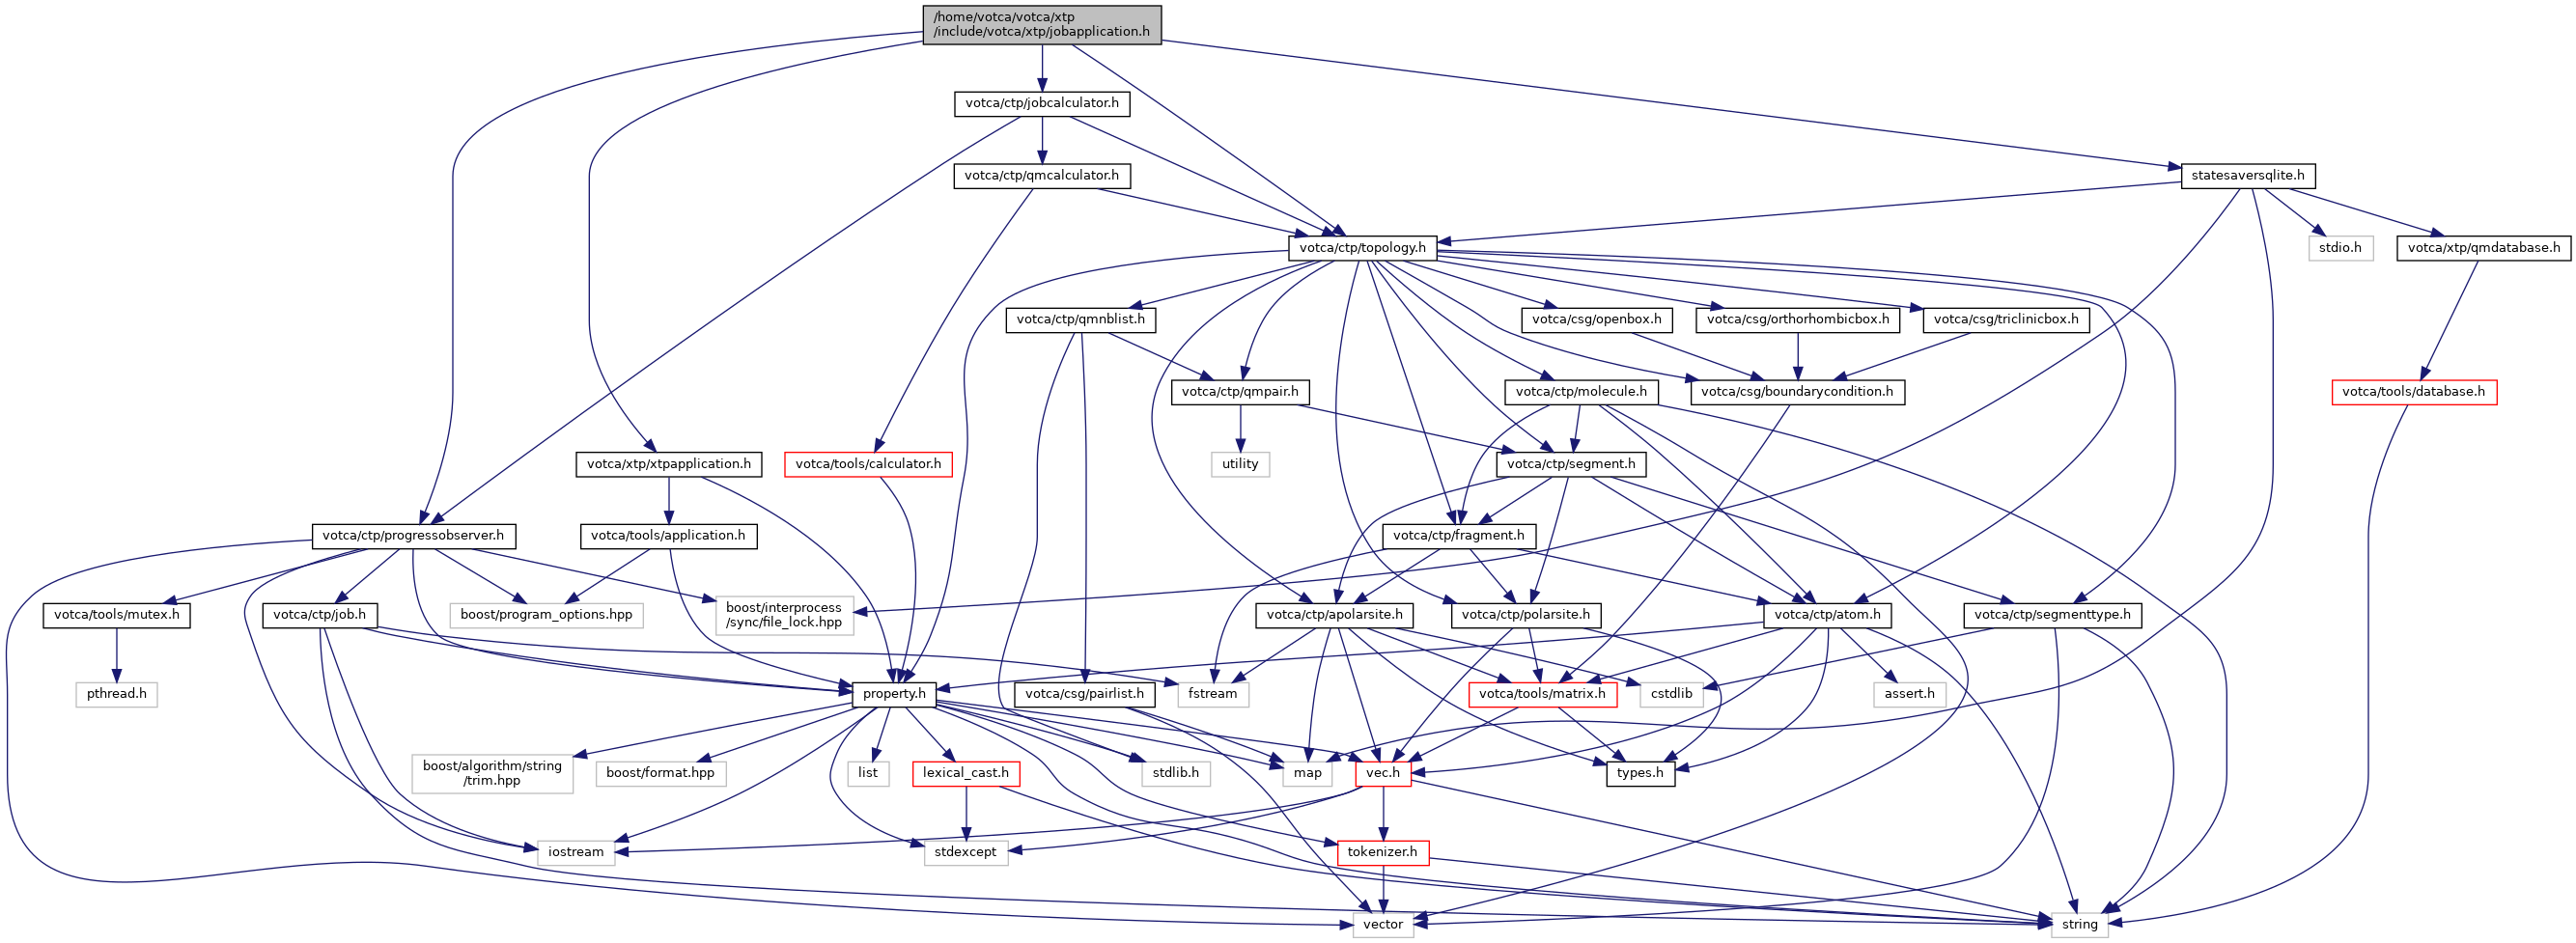 /home/votca/votca/xtp
/include/votca/xtp/jobapplication.h
votca/ctp/jobcalculator.h
votca/ctp/qmcalculator.h
statesaversqlite.h
votca/ctp/topology.h
stdio.h
votca/xtp/qmdatabase.h
votca/ctp/qmnblist.h
votca/csg/openbox.h
votca/csg/orthorhombicbox.h
votca/csg/triclinicbox.h
votca/ctp/qmpair.h
votca/ctp/molecule.h
votca/csg/boundarycondition.h
votca/tools/database.h
votca/xtp/xtpapplication.h
votca/tools/calculator.h
utility
votca/ctp/segment.h
votca/ctp/progressobserver.h
votca/tools/application.h
votca/ctp/fragment.h
votca/tools/mutex.h
votca/ctp/job.h
boost/program_options.hpp
boost/interprocess
/sync/file_lock.hpp
votca/ctp/apolarsite.h
votca/ctp/polarsite.h
votca/ctp/atom.h
votca/ctp/segmenttype.h
pthread.h
property.h
votca/csg/pairlist.h
fstream
votca/tools/matrix.h
cstdlib
assert.h
boost/algorithm/string
/trim.hpp
boost/format.hpp
list
lexical_cast.h
stdlib.h
map
vec.h
types.h
iostream
stdexcept
tokenizer.h
vector
string